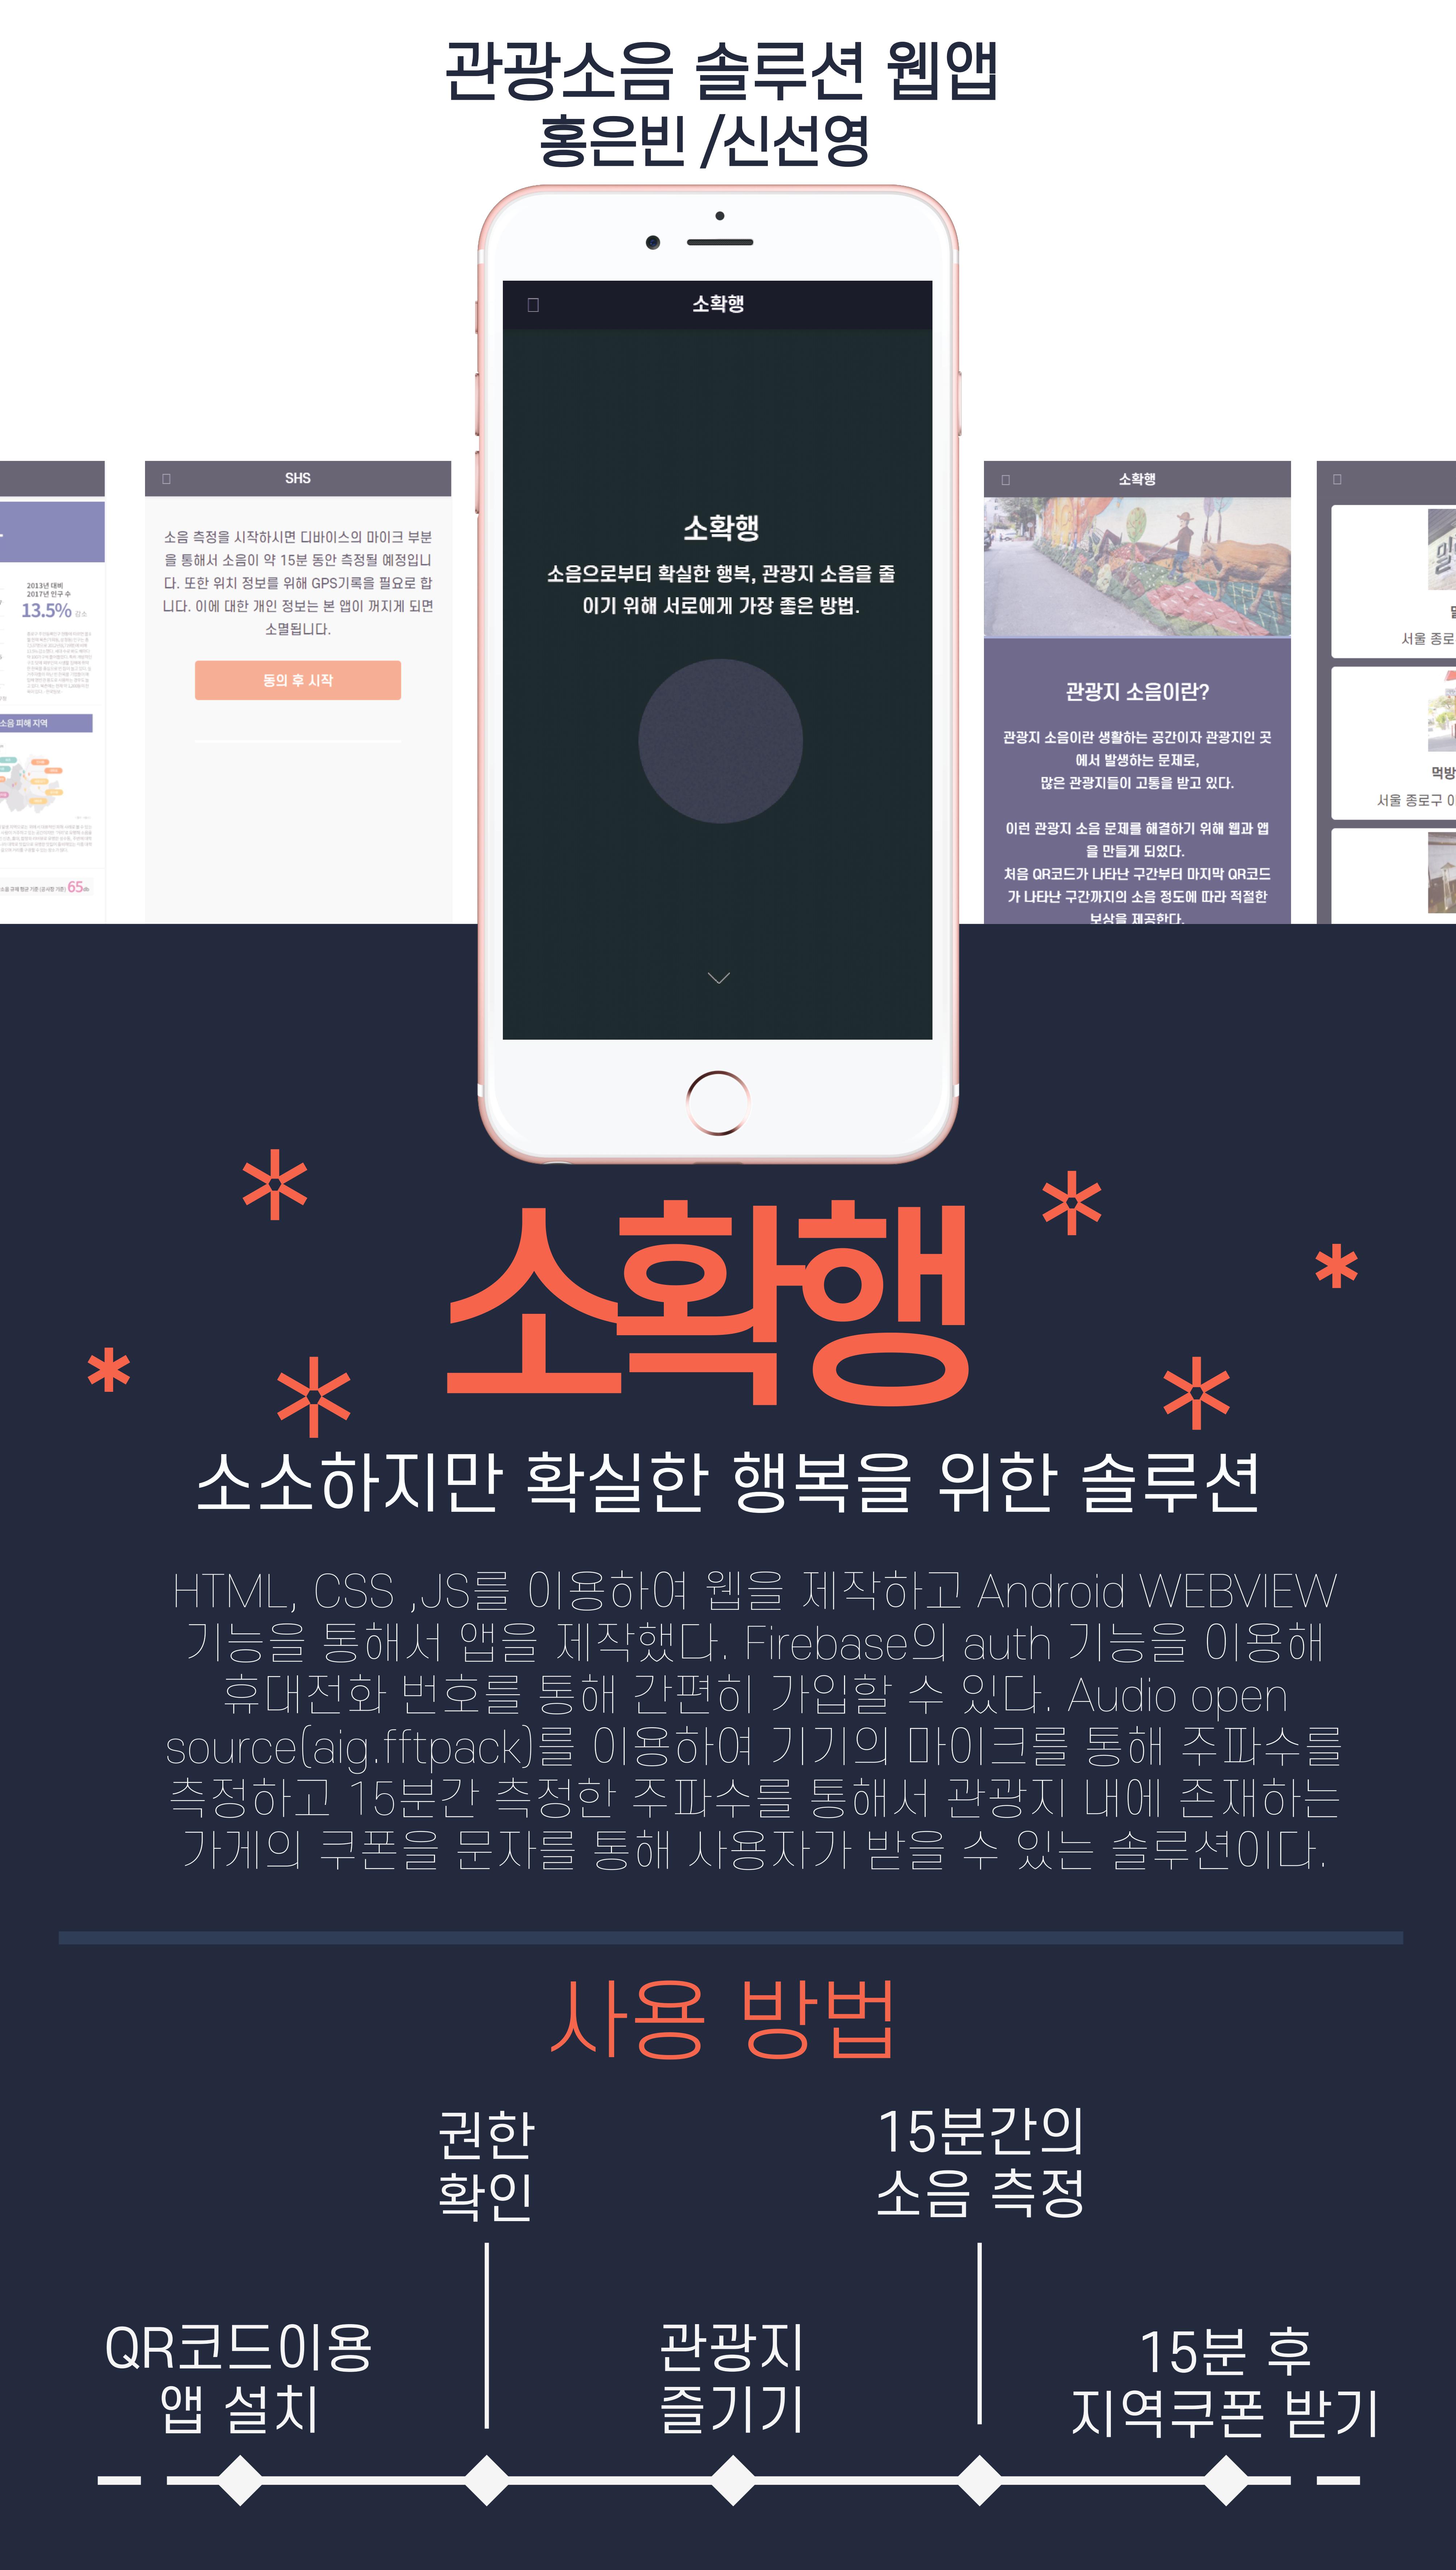 관광소음 솔루션 웹앱
홍은빈 /신선영
소확행
소확행
소음으로부터 확실한 행복, 관광지 소음을 줄
이기 위해 서로에게 가장 좋은 방법.
2013년 대비
2017년 인구 수
13.5% 감소
소음 피해 지역
65
SHS
소음 측정을 시작하시면 디바이스의 마이크 부분
을 통해서 소음이 약 15분 동안 측정될 예정입니
다. 또한 위치 정보를 위해 GPS기록을 필요로 합
니다. 이에 대한 개인 정보는 본 앱이 꺼지게 되면
소멸됩니다.
동의 후 시작
소확행
관광지 소음이란?
관광지 소음이란 생활하는 공간이자 관광지인 곳
에서 발생하는 문제로,
많은 관광지들이 고통을 받고 있다.
이런 관광지 소음 문제를 해결하기 위해 웹과 앱
을 만들게 되었다.
처음 QR코드가 나타난 구간부터 마지막 QR코드
가 나타난 구간까지의 소음 정도에 따라 적절한
보상을 제공한다.
서울 종로
먹방
서울 종로구
소확행
소소하지만 확실한 행복을 위한 솔루션
HTML, CSS ,JS를 이용하여 웹을 제작하고 Android WEBVIEW
기능을 통해서 앱을 제작했다. Firebase의 auth 기능을 이용해
휴대전화 번호를 통해 간편히 가입할 수 있다. Audio open
source(aig.fftpack)를 이용하여 기기의 마이크를 통해 주파수를
측정하고 15분간 측정한 주파수를 통해서 관광지 내에 존재하는
가게의 쿠폰을 문자를 통해 사용자가 받을 수 있는 솔루션이다.
사용 방법
QR코드이용
앱 설치
권한
확인
관광지
즐기기
15분간의
소음 측정
15분 후
지역쿠폰 받기